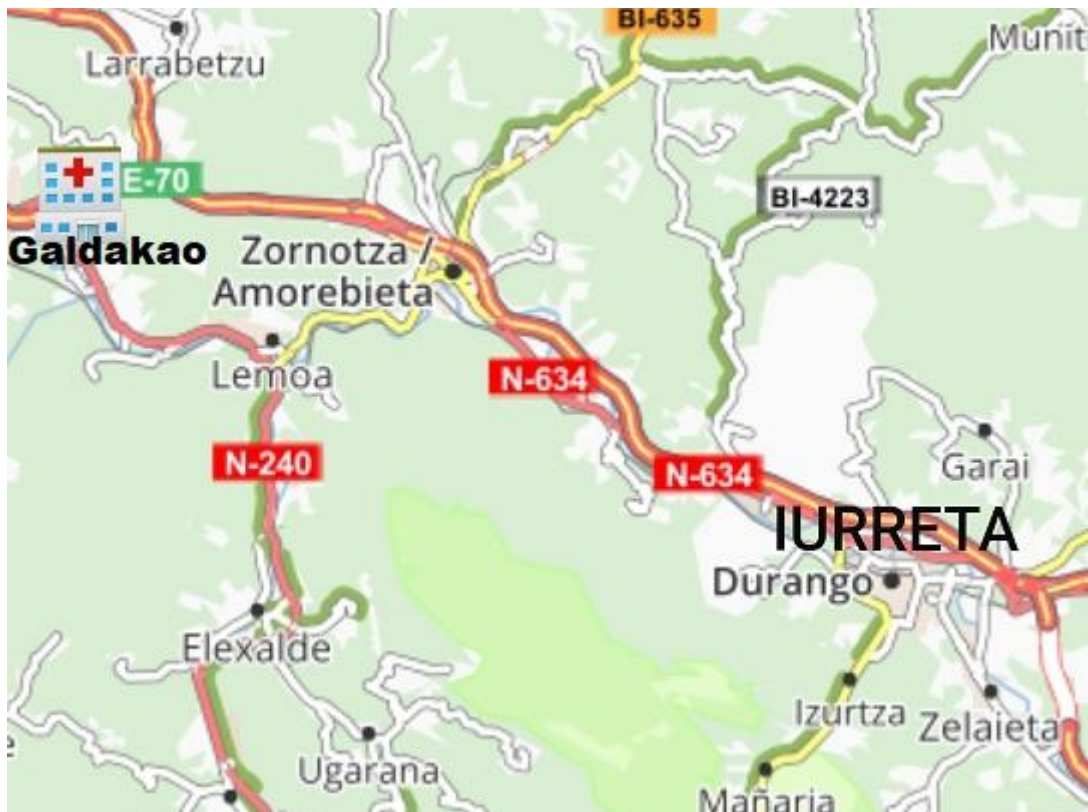 BI-635
Munit
Larrabetzu
E-70
BI-4223
Galdakao
Zornotza /
Amorebieta
Lemoa
N-634
N-240
N-634
Garai
IURRETA
Durango
Elexalde
Izurtza
Zelaieta
Ugarana
Mañaria